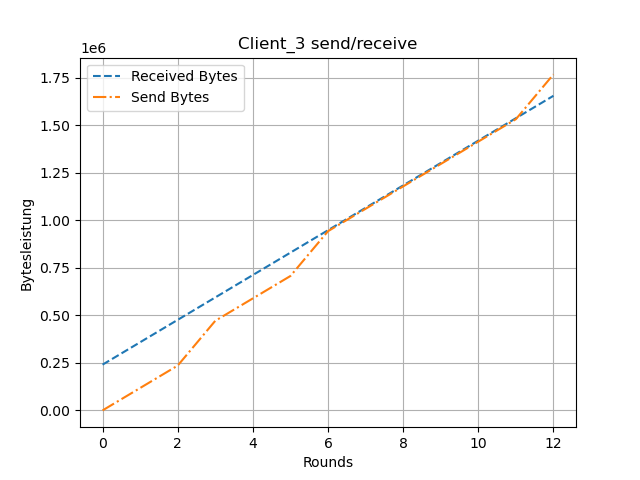 Client_3 send/receive
1e6
Received Bytes
Send Bytes
1.75
1.50
1.25
1.00
0.75
0.50
0.25
0.00
Bytesleistung
0 2 4 6 8 10 12
Rounds